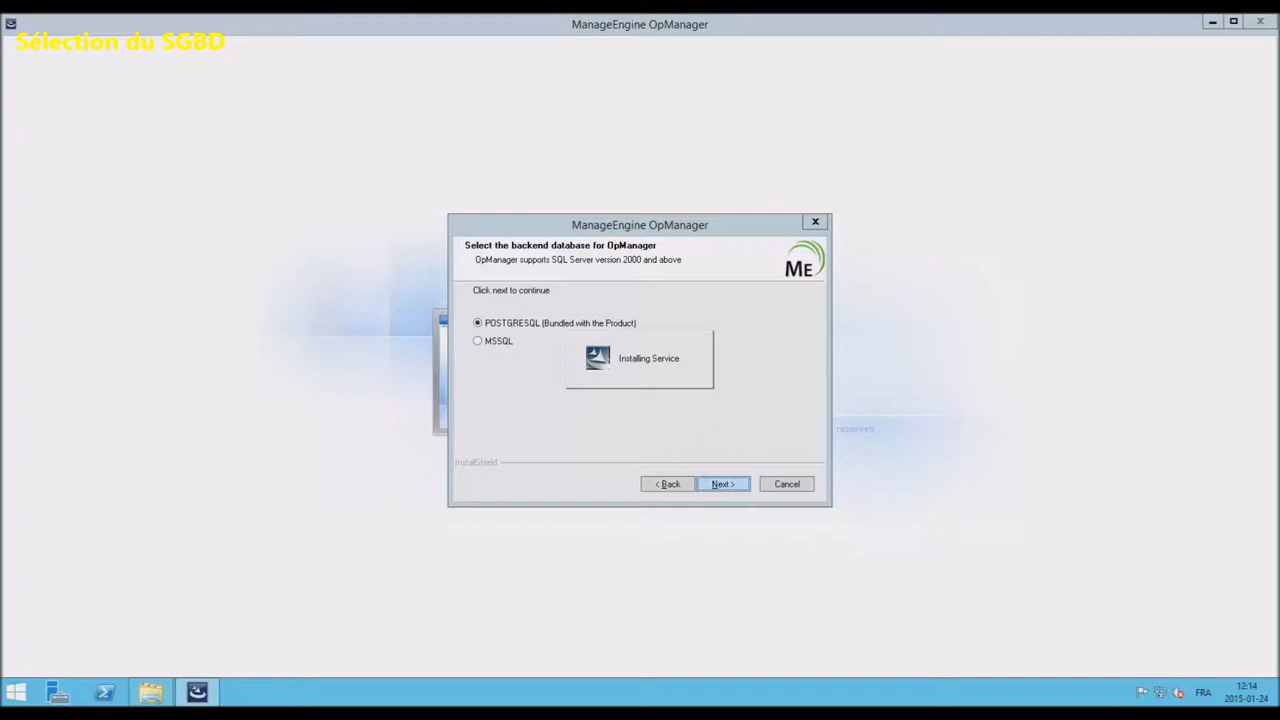 ManageEngine OpManager
Sélection du SGBD
ManageEngine OpManager
Select the backend database for OpManager
OpManager supports SQL Server version 2000 and above
ME
Click next to continue
POSTGRESQL (Bundled with the Product)
MSSQL
Installing Service
reserved.
InstallShield
< Back
Next >
Cancel
FRA
12:14
2015-01-24